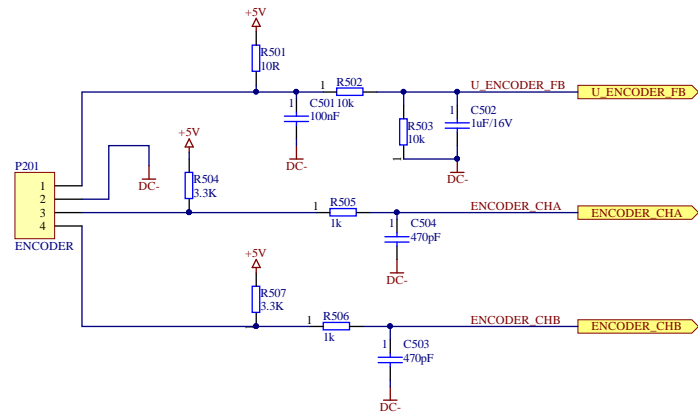 +5V
R501
10R
1
R502
10k
C501
100nF
1
U_ENCODER_FB
U_ENCODER_FB
R503
10k
1
1
C502
1uF/16V
DC-
DC-
+5V
P201
1
2
3
4
ENCODER
DC-
R504
3.3K
1
R505
1k
ENCODER_CHA
ENCODER_CHA
1
C504
470pF
DC-
+5V
R507
3.3K
1
R506
1k
ENCODER_CHB
ENCODER_CHB
1
C503
470pF
DC-